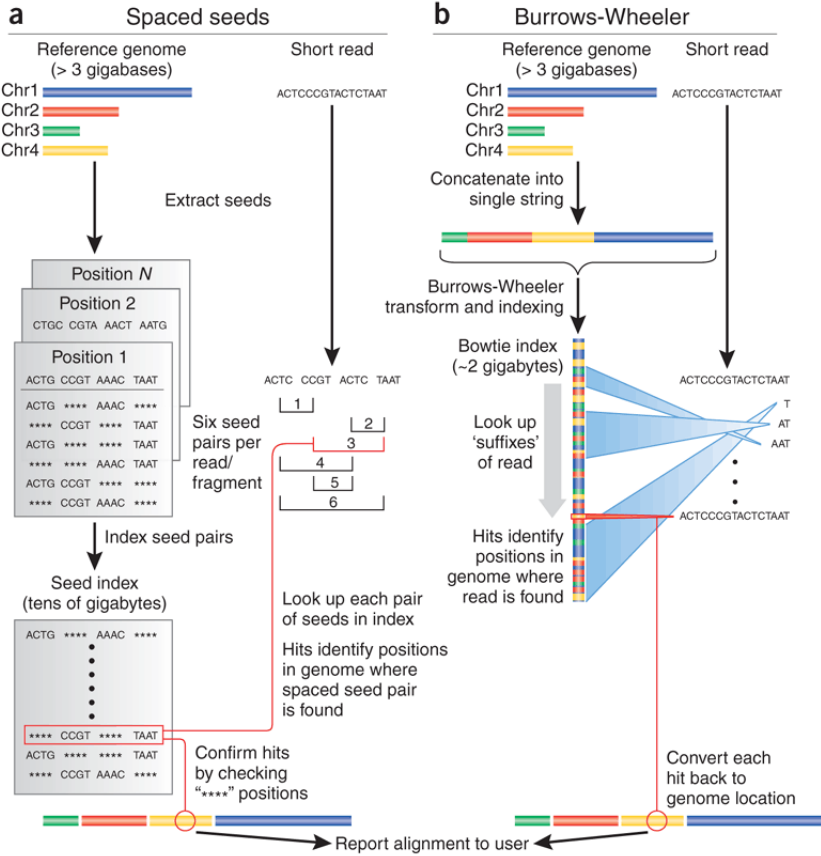 a
Spaced seeds
Reference genome
(> 3 gigabases)
Short read
Chr1
Chr2
Chr3
Chr4
ACTCCCGTACTCTAAT
Extract seeds
Position N
Position 2
CTGC CCGTA AACT AATG
Position 1
ACTG CCGT AAAC TAAT
ACTG **** AAAC ****
**** CCGT **** TAAT
ACTG **** **** TAAT
**** **** AAAC TAAT
ACTG CCGT **** ****
**** CCGT AAAC ****
Six seed
pairs per
read/
fragment
ACTC CCGT ACTC TAAT
1
2
3
4
5
6
Index seed pairs
Seed index
(tens of gigabytes)
ACTG **** AAAC ****
**** CCGT **** TAAT
ACTG **** **** TAAT
**** CCGT AAAC ****
Look up each pair
of seeds in index
Hits identify positions
in genome where
spaced seed pair
is found
Confirm hits
by checking
“****” positions
b
Burrows-Wheeler
Reference genome
(> 3 gigabases)
Short read
Chr1
Chr2
Chr3
Chr4
ACTCCCGTACTCTAAT
Concatenate into
single string
Burrows-Wheeler
transform and indexing
Bowtie index
(~2 gigabytes)
Look up
‘suffixes’
of read
ACTCCCGTACTCTAAT
T
AT
AAT
ACTCCCGTACTCTAAT
Hits identify
positions in
genome where
read is found
Convert each
hit back to
genome location
Report alignment to user